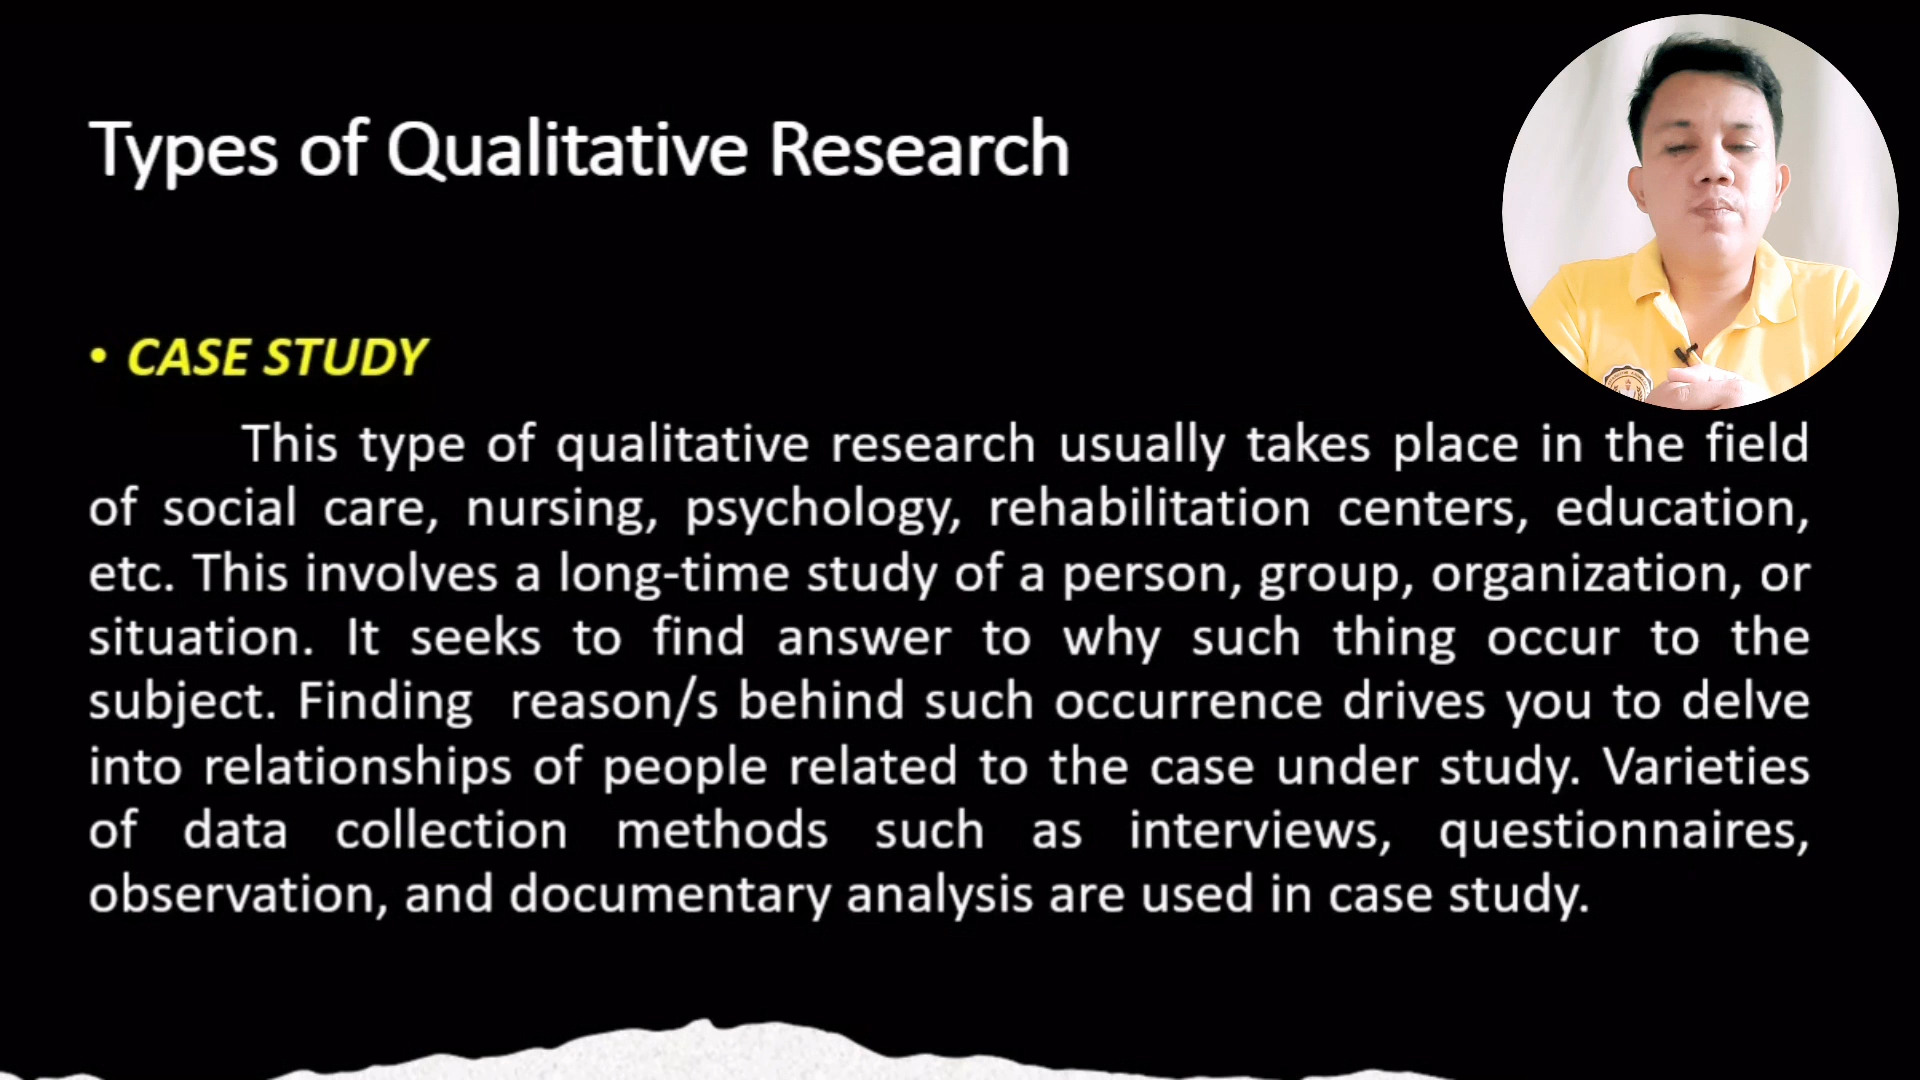 Types of Qualitative Research
• CASE STUDY
This type of qualitative research usually takes place in the field
of social care, nursing, psychology, rehabilitation centers, education,
etc. This involves a long-time study of a person, group, organization, or
situation. It seeks to find answer to why such thing occur to the
subject. Finding reason/s behind such occurrence drives you to delve
into relationships of people related to the case under study. Varieties
of data collection methods such as interviews, questionnaires,
observation, and documentary analysis are used in case study.